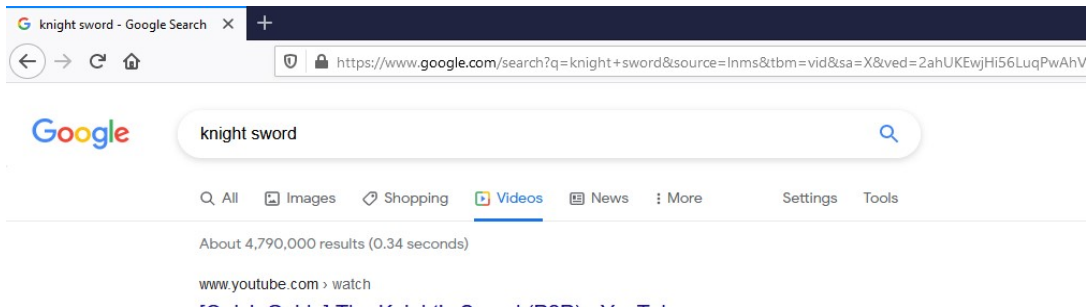 knight sword - Google Search
https://www.google.com/search?q=knight+sword&source=lnms&tbm=vid&sa=X&ved=2ahUKEwjHi56LuqPwAhV
Google
knight sword
All Images Shopping Videos News More Settings Tools
About 4,790,000 results (0.34 seconds)
www.youtube.com › watch